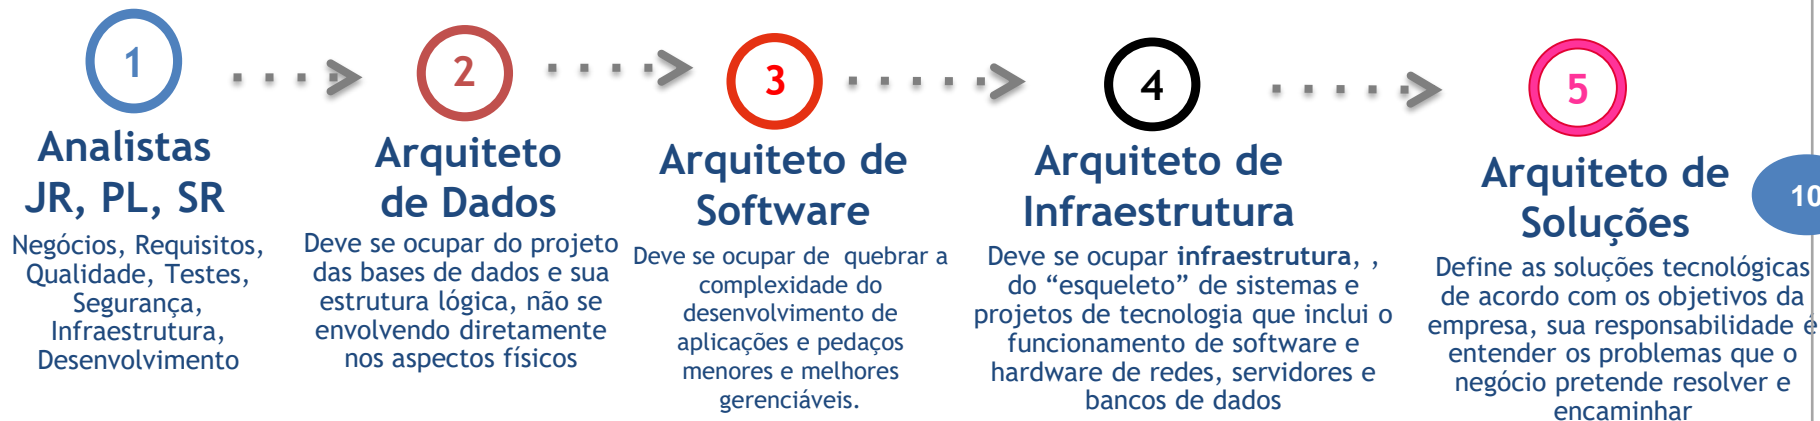 1
Analistas
JR, PL, SR
Negócios, Requisitos,
Qualidade, Testes,
Segurança,
Infraestrutura,
Desenvolvimento
2
Arquiteto
de Dados
Deve se ocupar do projeto
das bases de dados e sua
estrutura lógica, não se
envolvendo diretamente
nos aspectos físicos
3
Arquiteto de
Software
Deve se ocupar de quebrar a
complexidade do
desenvolvimento de
aplicações e pedaços
menores e melhores
gerenciáveis.
4
Arquiteto de
Infraestrutura
Deve se ocupar infraestrutura, ,
do “esqueleto” de sistemas e
projetos de tecnologia que inclui o
funcionamento de software e
hardware de redes, servidores e
bancos de dados
5
Arquiteto de
Soluções
Define as soluções tecnológicas
de acordo com os objetivos da
empresa, sua responsabilidade é
entender os problemas que o
negócio pretende resolver e
encaminhar
10